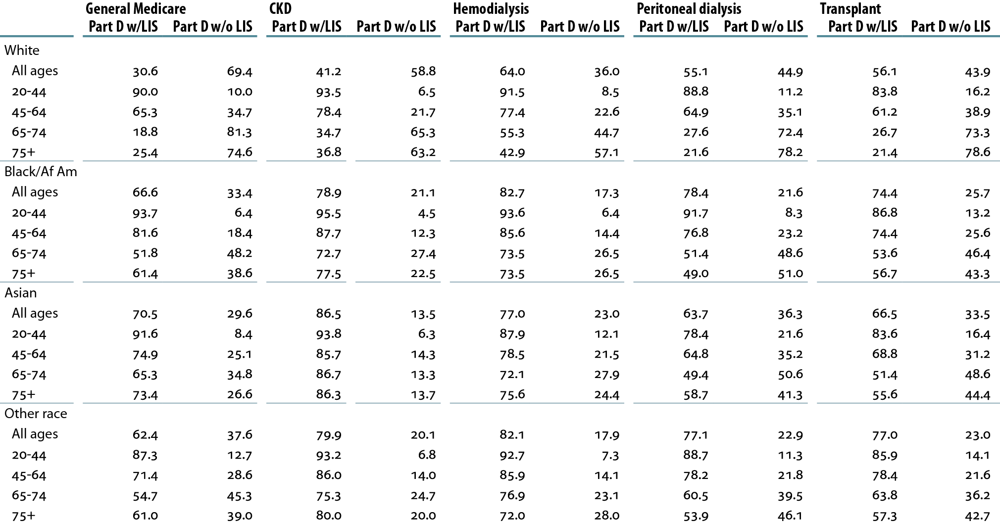 General Medicare CKD Hemodialysis Peritoneal dialysis Transplant
Part D w/LIS Part D w/o LIS Part D w/LIS Part D w/o LIS Part D w/LIS Part D w/o LIS Part D w/LIS Part D w/o LIS Part D w/LIS Part D w/o LIS
White
All ages 30.6 69.4 41.2 58.8 64.0 36.0 55.1 44.9 56.1 43.9
20-44 90.0 10.0 93.5 6.5 91.5 8.5 88.8 11.2 83.8 16.2
45-64 65.3 34.7 78.4 21.7 77.4 22.6 64.9 35.1 61.2 38.9
65-74 18.8 81.3 34.7 65.3 55.3 44.7 27.6 72.4 26.7 73.3
75+ 25.4 74.6 36.8 63.2 42.9 57.1 21.6 78.2 21.4 78.6
Black/Af Am
All ages 66.6 33.4 78.9 21.1 82.7 17.3 78.4 21.6 74.4 25.7
20-44 93.7 6.4 95.5 4.5 93.6 6.4 91.7 8.3 86.8 13.2
45-64 81.6 18.4 87.7 12.3 85.6 14.4 76.8 23.2 74.4 25.6
65-74 51.8 48.2 72.7 27.4 73.5 26.5 51.4 48.6 53.6 46.4
75+ 61.4 38.6 77.5 22.5 73.5 26.5 49.0 51.0 56.7 43.3
Asian
All ages 70.5 29.6 86.5 13.5 77.0 23.0 63.7 36.3 66.5 33.5
20-44 91.6 8.4 93.8 6.3 87.9 12.1 78.4 21.6 83.6 16.4
45-64 74.9 25.1 85.7 14.3 78.5 21.5 64.8 35.2 68.8 31.2
65-74 65.3 34.8 86.7 13.3 72.1 27.9 49.4 50.6 51.4 48.6
75+ 73.4 26.6 86.3 13.7 75.6 24.4 58.7 41.3 55.6 44.4
Other race
All ages 62.4 37.6 79.9 20.1 82.1 17.9 77.1 22.9 77.0 23.0
20-44 87.3 12.7 93.2 6.8 92.7 7.3 88.7 11.3 85.9 14.1
45-64 71.4 28.6 86.0 14.0 85.9 14.1 78.2 21.8 78.4 21.6
65-74 54.7 45.3 75.3 24.7 76.9 23.1 60.5 39.5 63.8 36.2
75+ 61.0 39.0 80.0 20.0 72.0 28.0 53.9 46.1 57.3 42.7